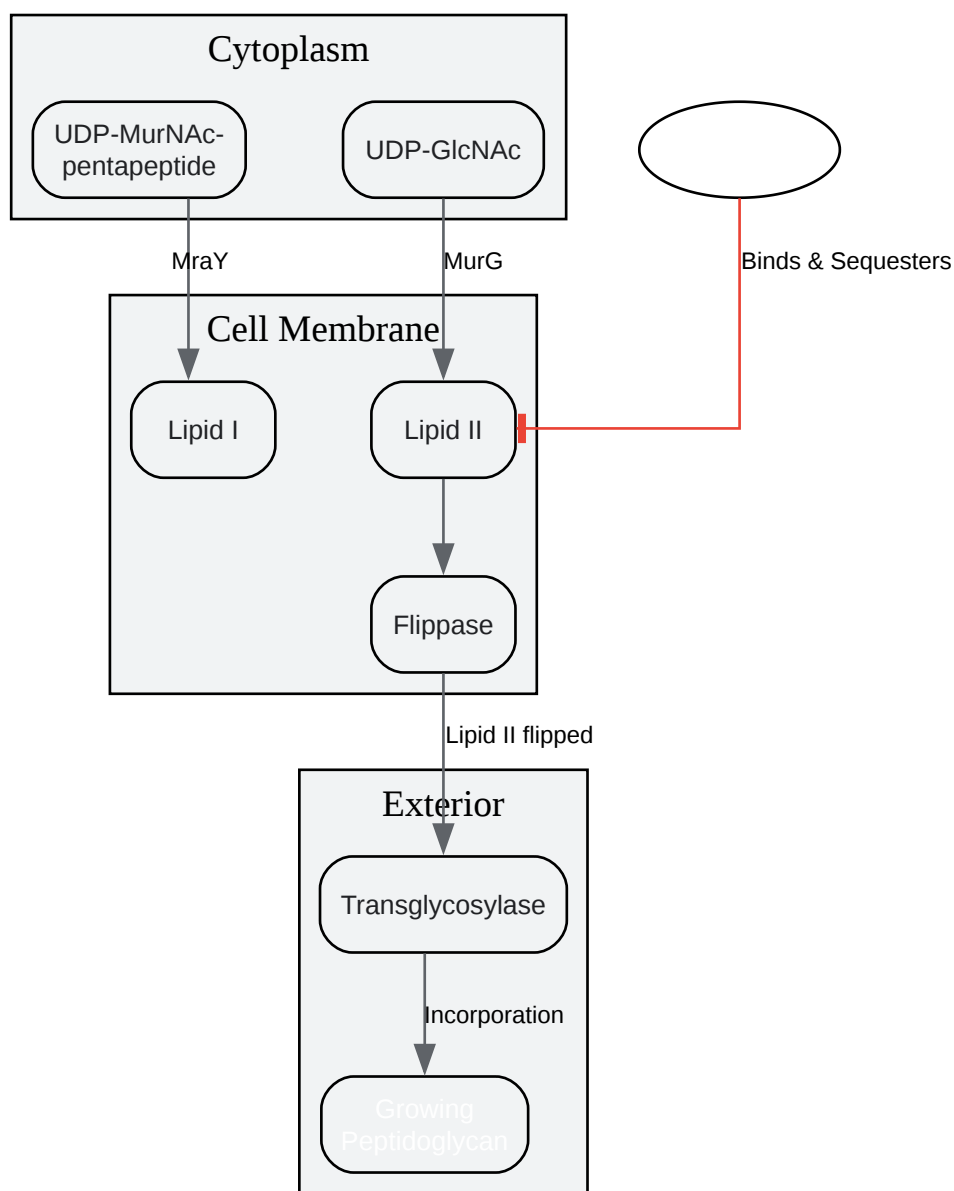 Cytoplasm
UDP-MurNAc-
pentapeptide
UDP-GlcNAc
MraY
MurG
Binds & Sequesters
Cell Membrane
Lipid I
Lipid II
Flippase
Lipid II flipped
Exterior
Transglycosylase
Incorporation
Growing
Peptidoglycan